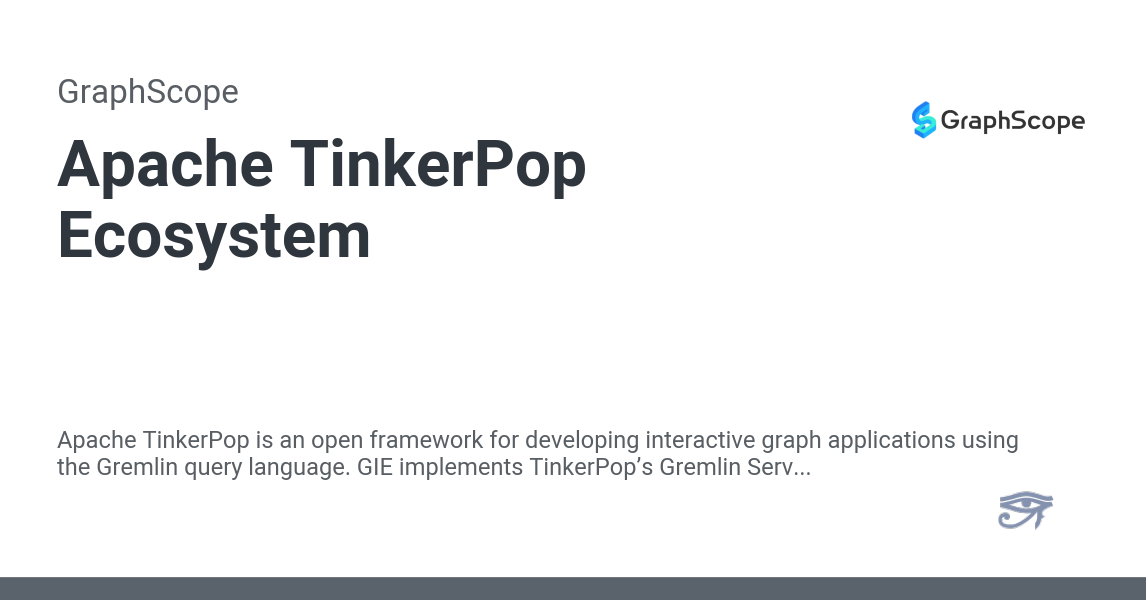 GraphScope
GraphScope
Apache TinkerPop
Ecosystem
Apache TinkerPop is an open framework for developing interactive graph applications using
the Gremlin query language. GIE implements TinkerPop’s Gremlin Serv...